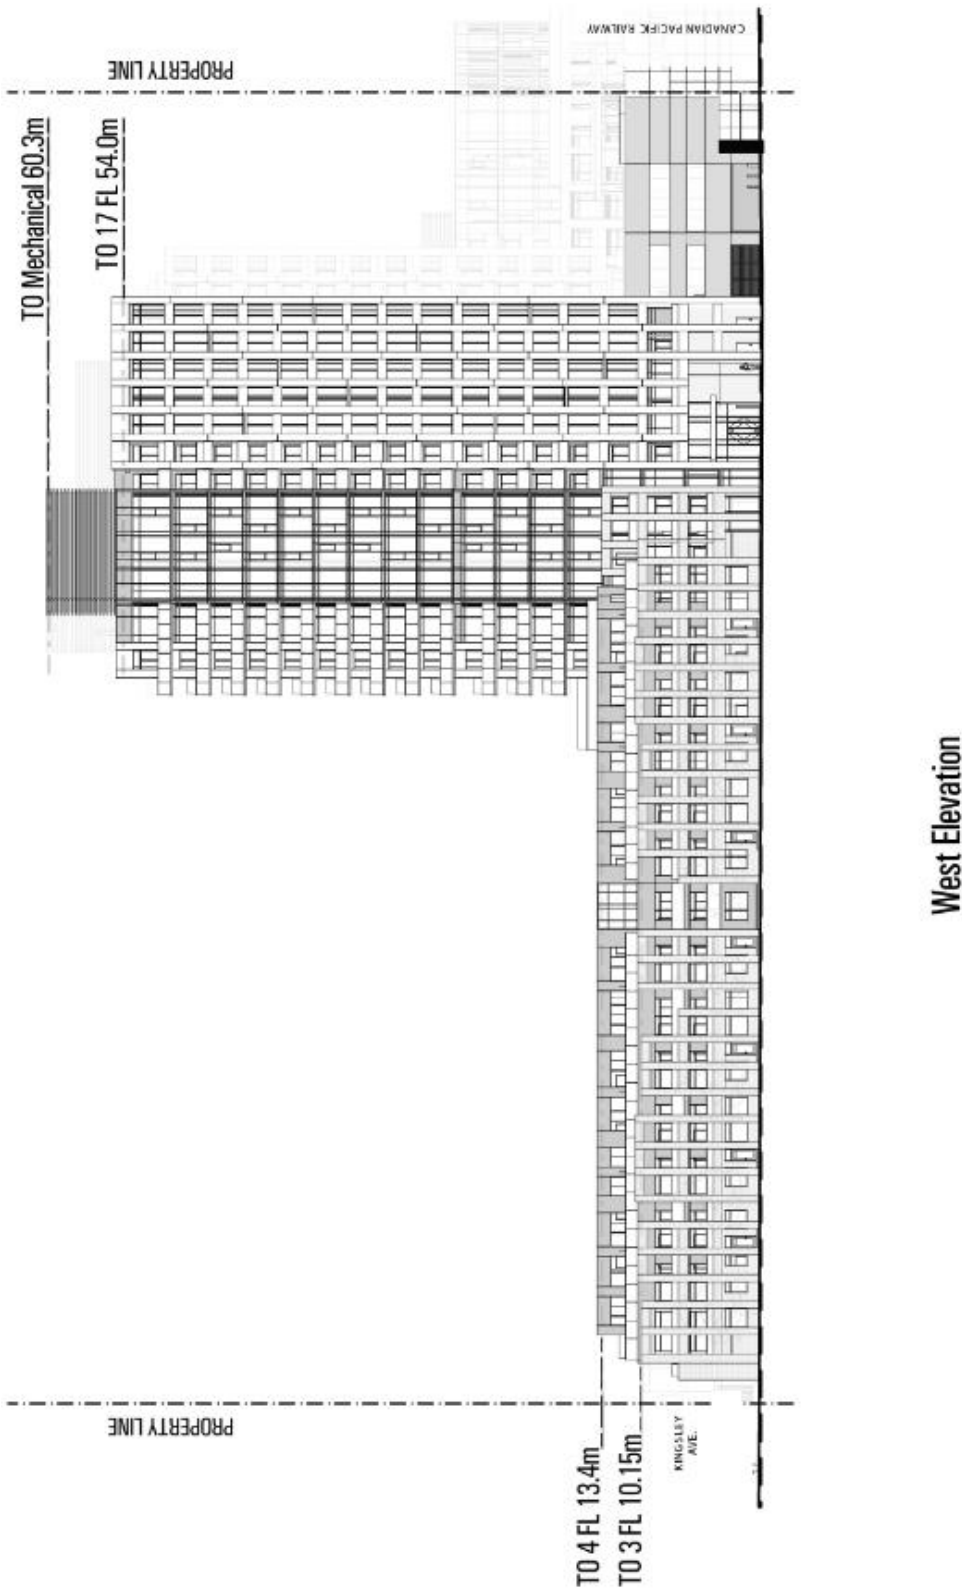 TO Mechanical 60.3m
TO 17 FL 54.0m
PROPERTY LINE
PROPERTY LINE
CANADIAN PACIFIC RAILWAY
TO 4 FL 13.4m
TO 3 FL 10.15m
KINGSLEY
AVE.
West Elevation